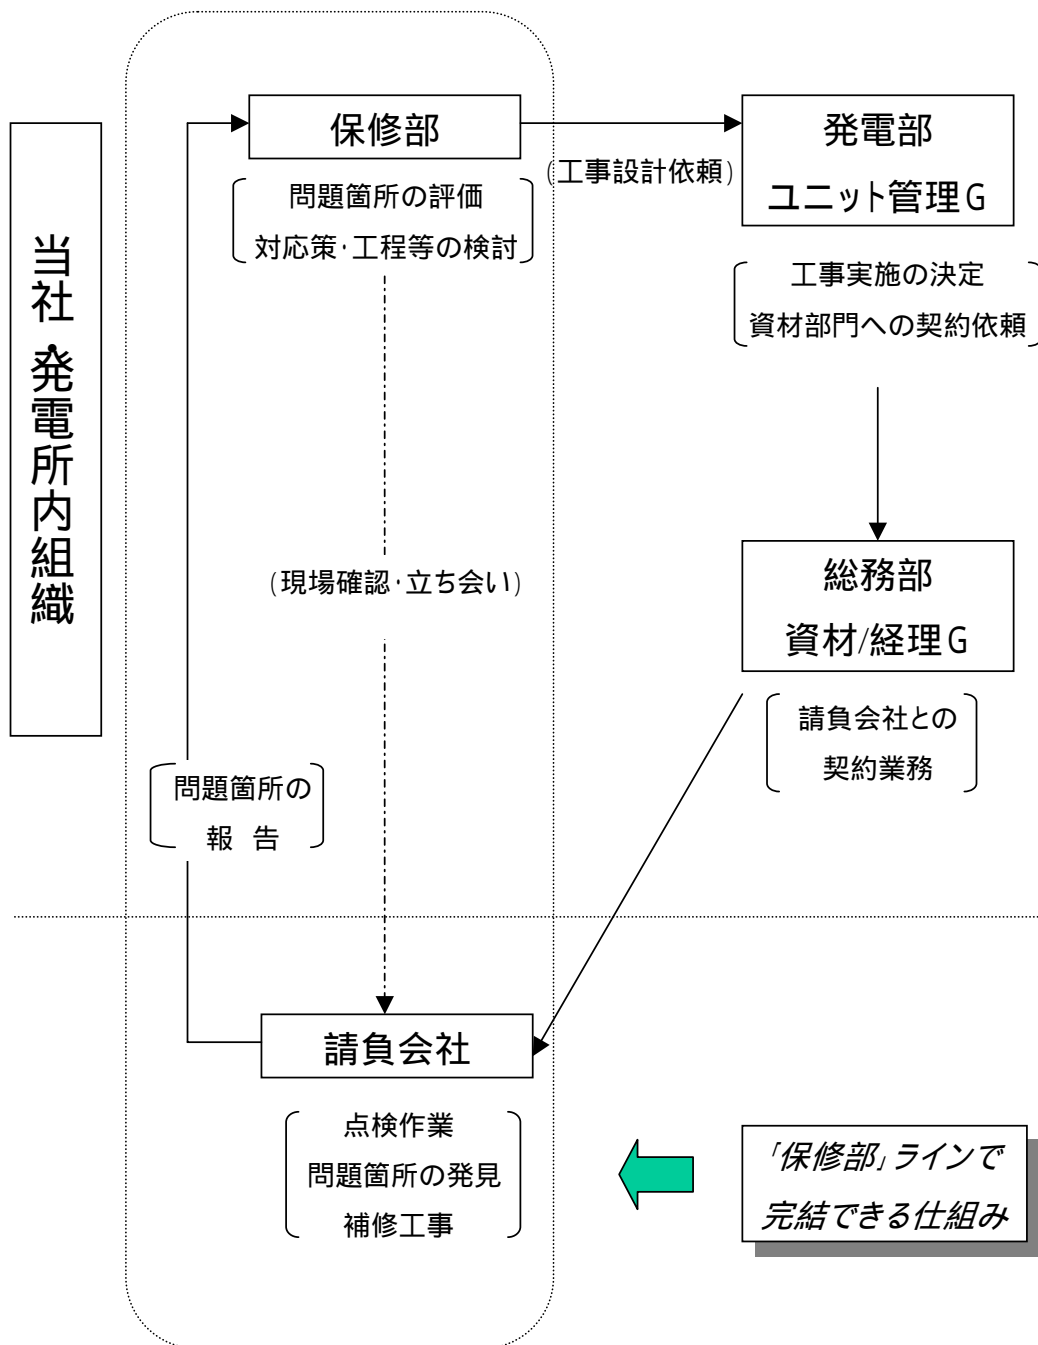 当社・発電所内組織
保修部
問題箇所の評価
対応策・工程等の検討
(工事設計依頼)
発電部
ユニット管理G
工事実施の決定
資材部門への契約依頼
(現場確認・立ち会い)
総務部
資材/経理G
請負会社との
契約業務
問題箇所の
報 告
請負会社
点検作業
問題箇所の発見
補修工事
「保修部」ラインで
完結できる仕組み